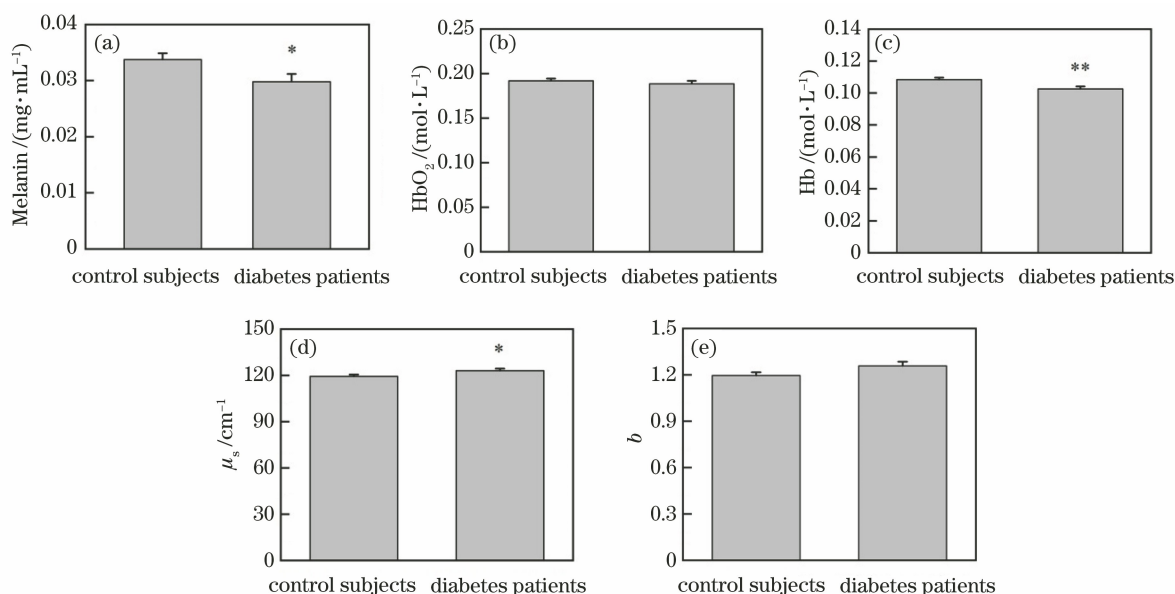 (a)
*
Melanin /(mg·mL⁻¹)
0.04
0.03
0.02
0.01
0
control subjects diabetes patients
(b)
HbO₂ /(mol·L⁻¹)
0.25
0.20
0.15
0.10
0.05
0
control subjects diabetes patients
(c)
**
Hb /(mol·L⁻¹)
0.14
0.12
0.10
0.08
0.06
0.04
0.02
0
control subjects diabetes patients
(d)
*
μₛ /cm⁻¹
150
120
90
60
30
0
control subjects diabetes patients
(e)
b
1.5
1.2
0.9
0.6
0.3
0
control subjects diabetes patients